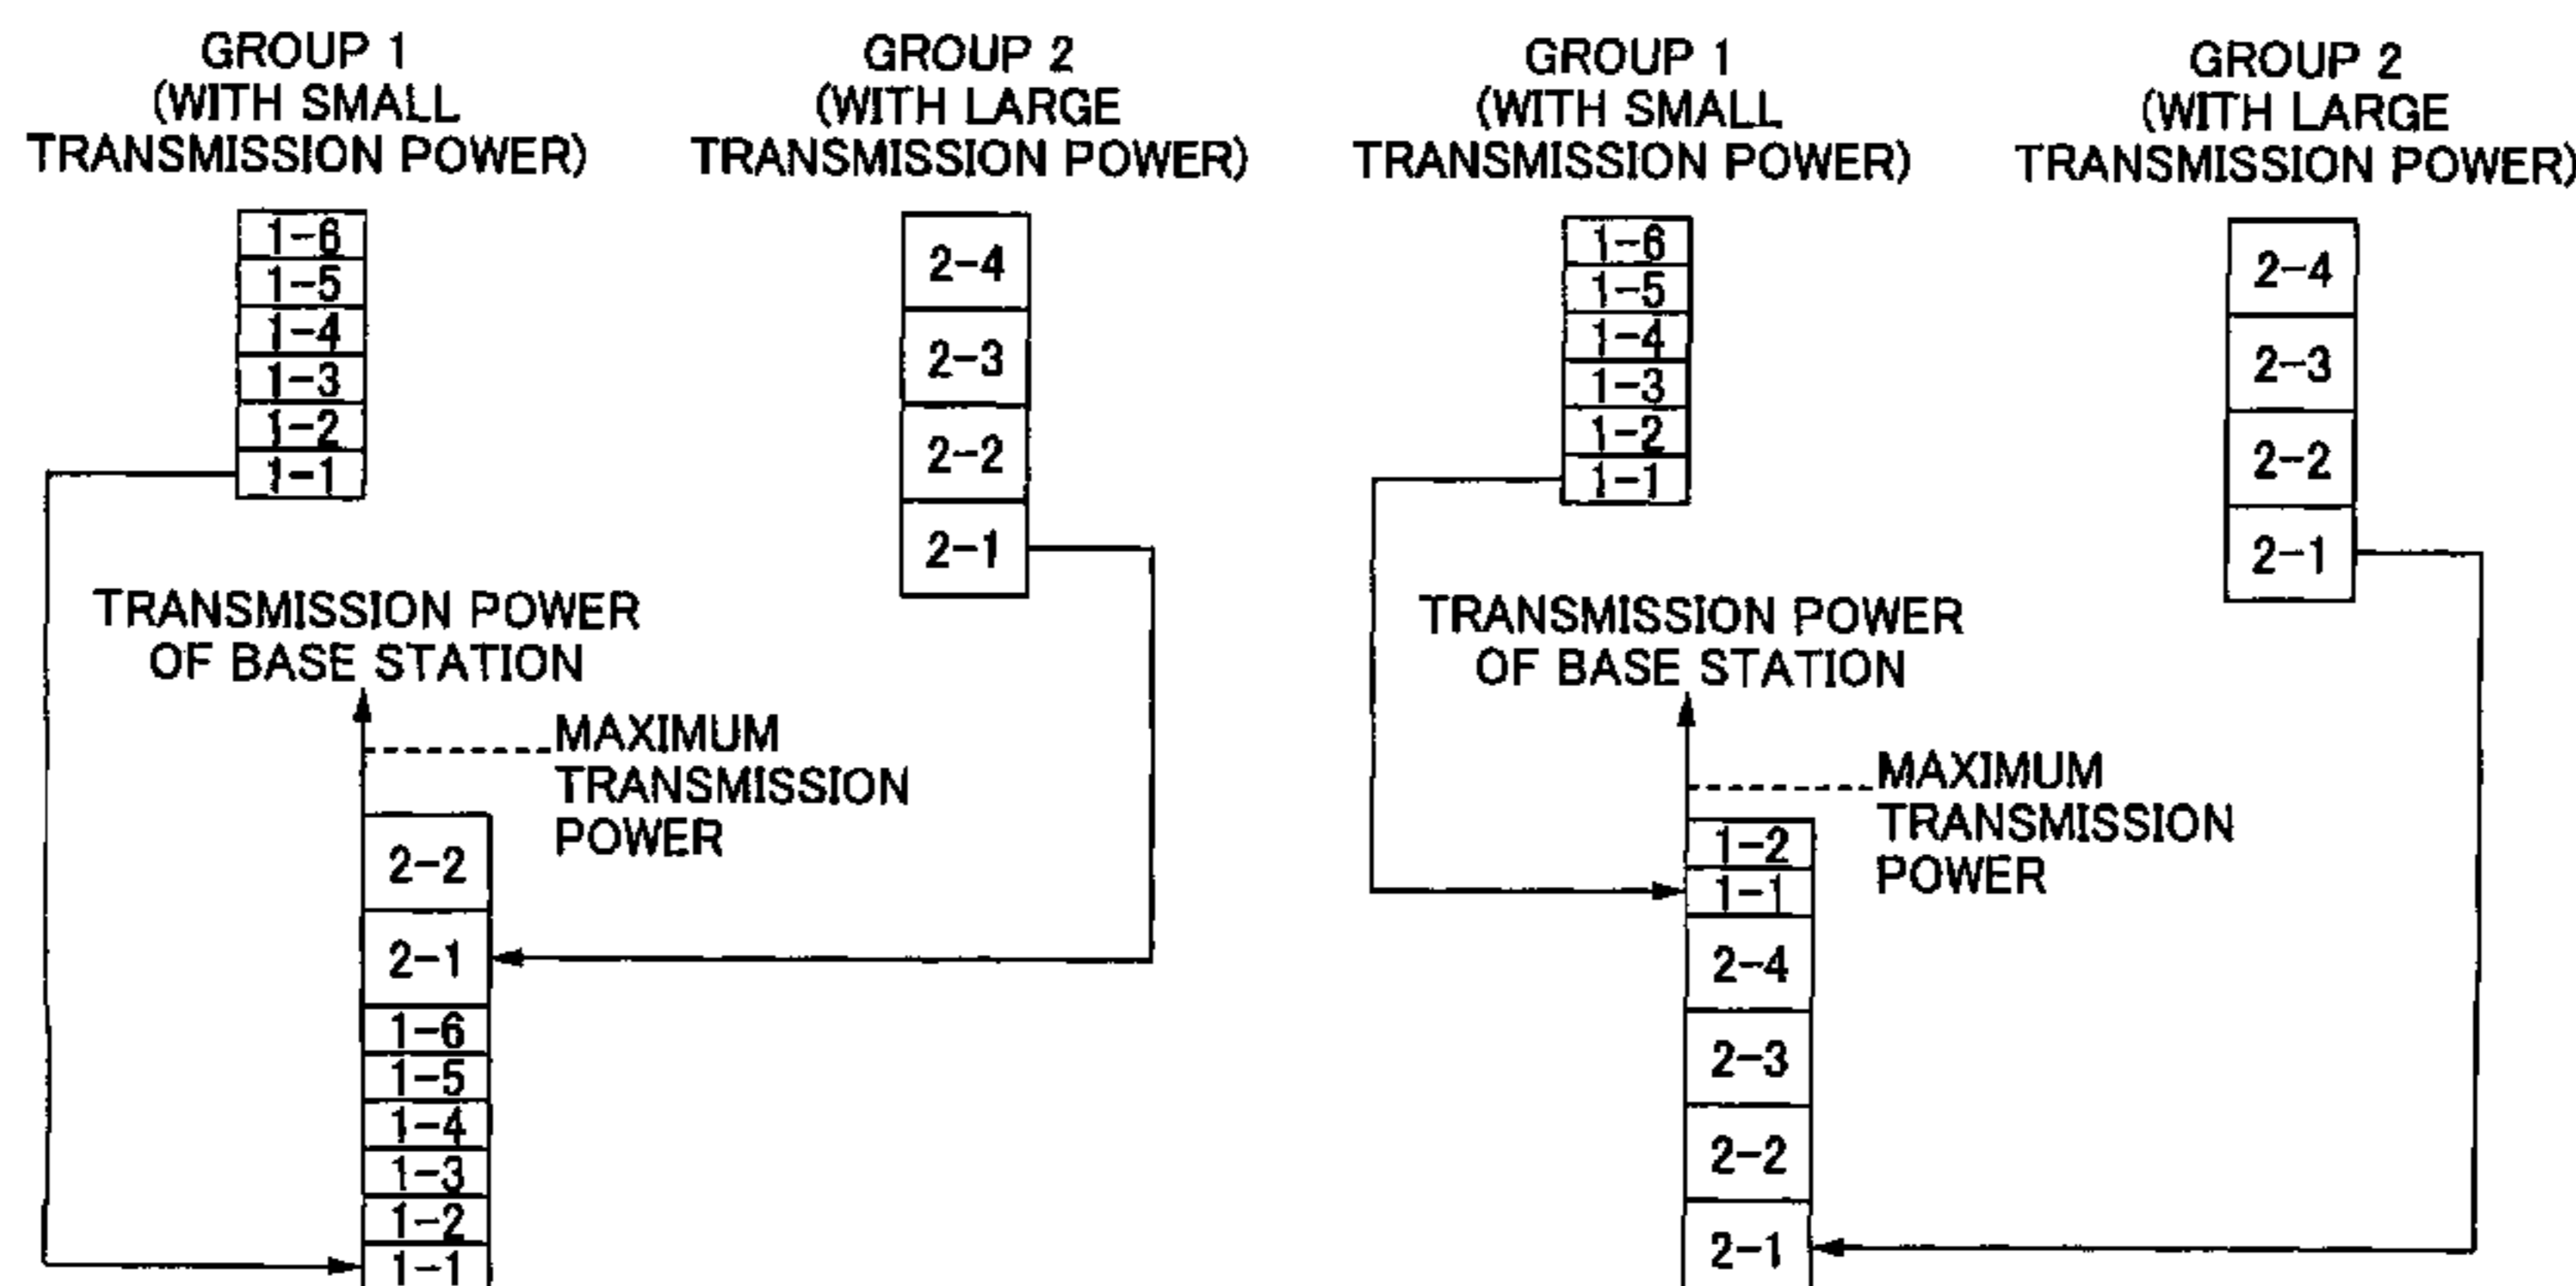 GROUP 1
(WITH SMALL
TRANSMISSION POWER)
1-6
1-5
1-4
1-3
1-2
1-1
GROUP 2
(WITH LARGE
TRANSMISSION POWER)
2-4
2-3
2-2
2-1
TRANSMISSION POWER
OF BASE STATION
MAXIMUM
TRANSMISSION
POWER
2-2
2-1
1-6
1-5
1-4
1-3
1-2
1-1
GROUP 1
(WITH SMALL
TRANSMISSION POWER)
1-6
1-5
1-4
1-3
1-2
1-1
GROUP 2
(WITH LARGE
TRANSMISSION POWER)
2-4
2-3
2-2
2-1
TRANSMISSION POWER
OF BASE STATION
MAXIMUM
TRANSMISSION
POWER
1-2
1-1
2-4
2-3
2-2
2-1